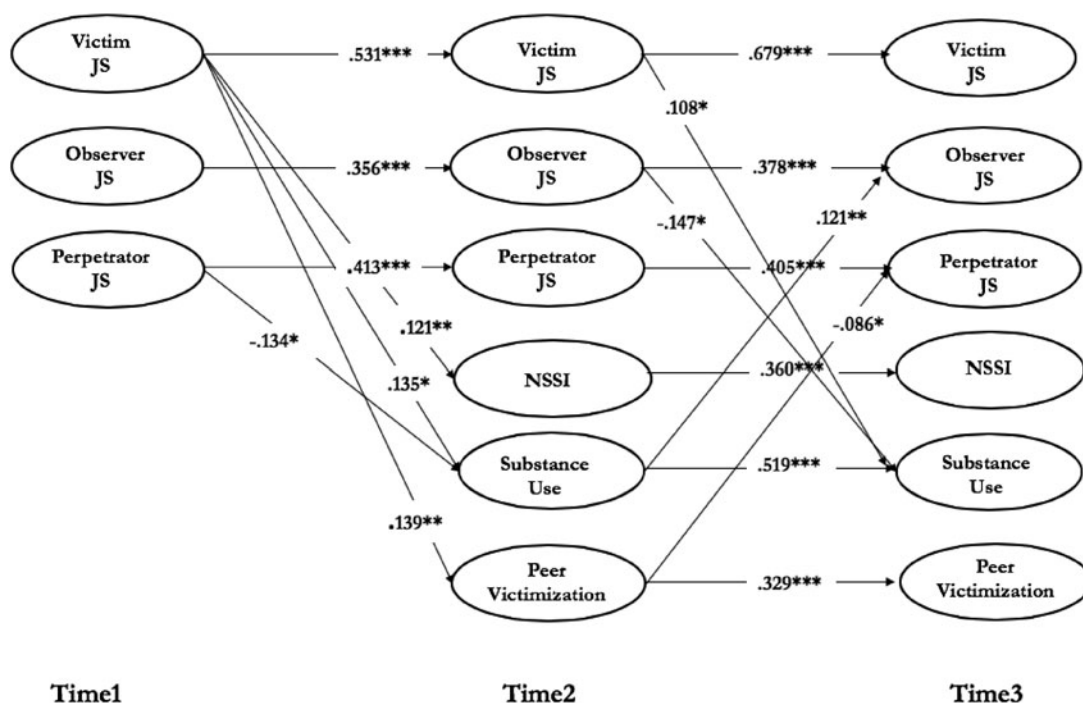 Victim
JS
.531***
Victim
JS
.679***
Victim
JS
.108*
Observer
JS
.356***
Observer
JS
.378***
Observer
JS
-.147*
.121**
Perpetrator
JS
.413***
Perpetrator
JS
.405***
Perpetrator
JS
-.134*
.121**
-.086*
.135*
NSSI
.360***
NSSI
Substance
Use
.519***
Substance
Use
.139**
Peer
Victimization
.329***
Peer
Victimization
Time1
Time2
Time3